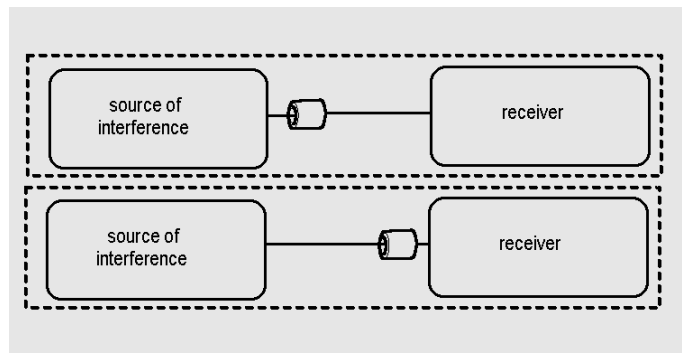 source of
interference
receiver
source of
interference
receiver